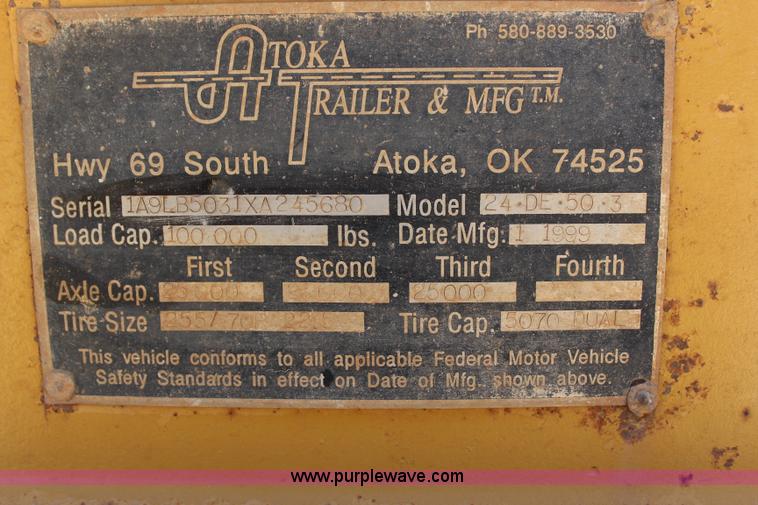 Ph 580-889-3530
ATOKA
TRAILER & MFG T.M.
Hwy 69 South Atoka, OK 74525
Serial 1A9LB5031XA245680 Model 24·DE·50·3
Load Cap. 100 000 lbs. Date Mfg. 1 1999
First Second Third Fourth
Axle Cap. 25000
Tire Size Tire Cap. 5070 DUAL
This vehicle conforms to all applicable Federal Motor Vehicle
Safety Standards in effect on Date of Mfg. shown above.
www.purplewave.com